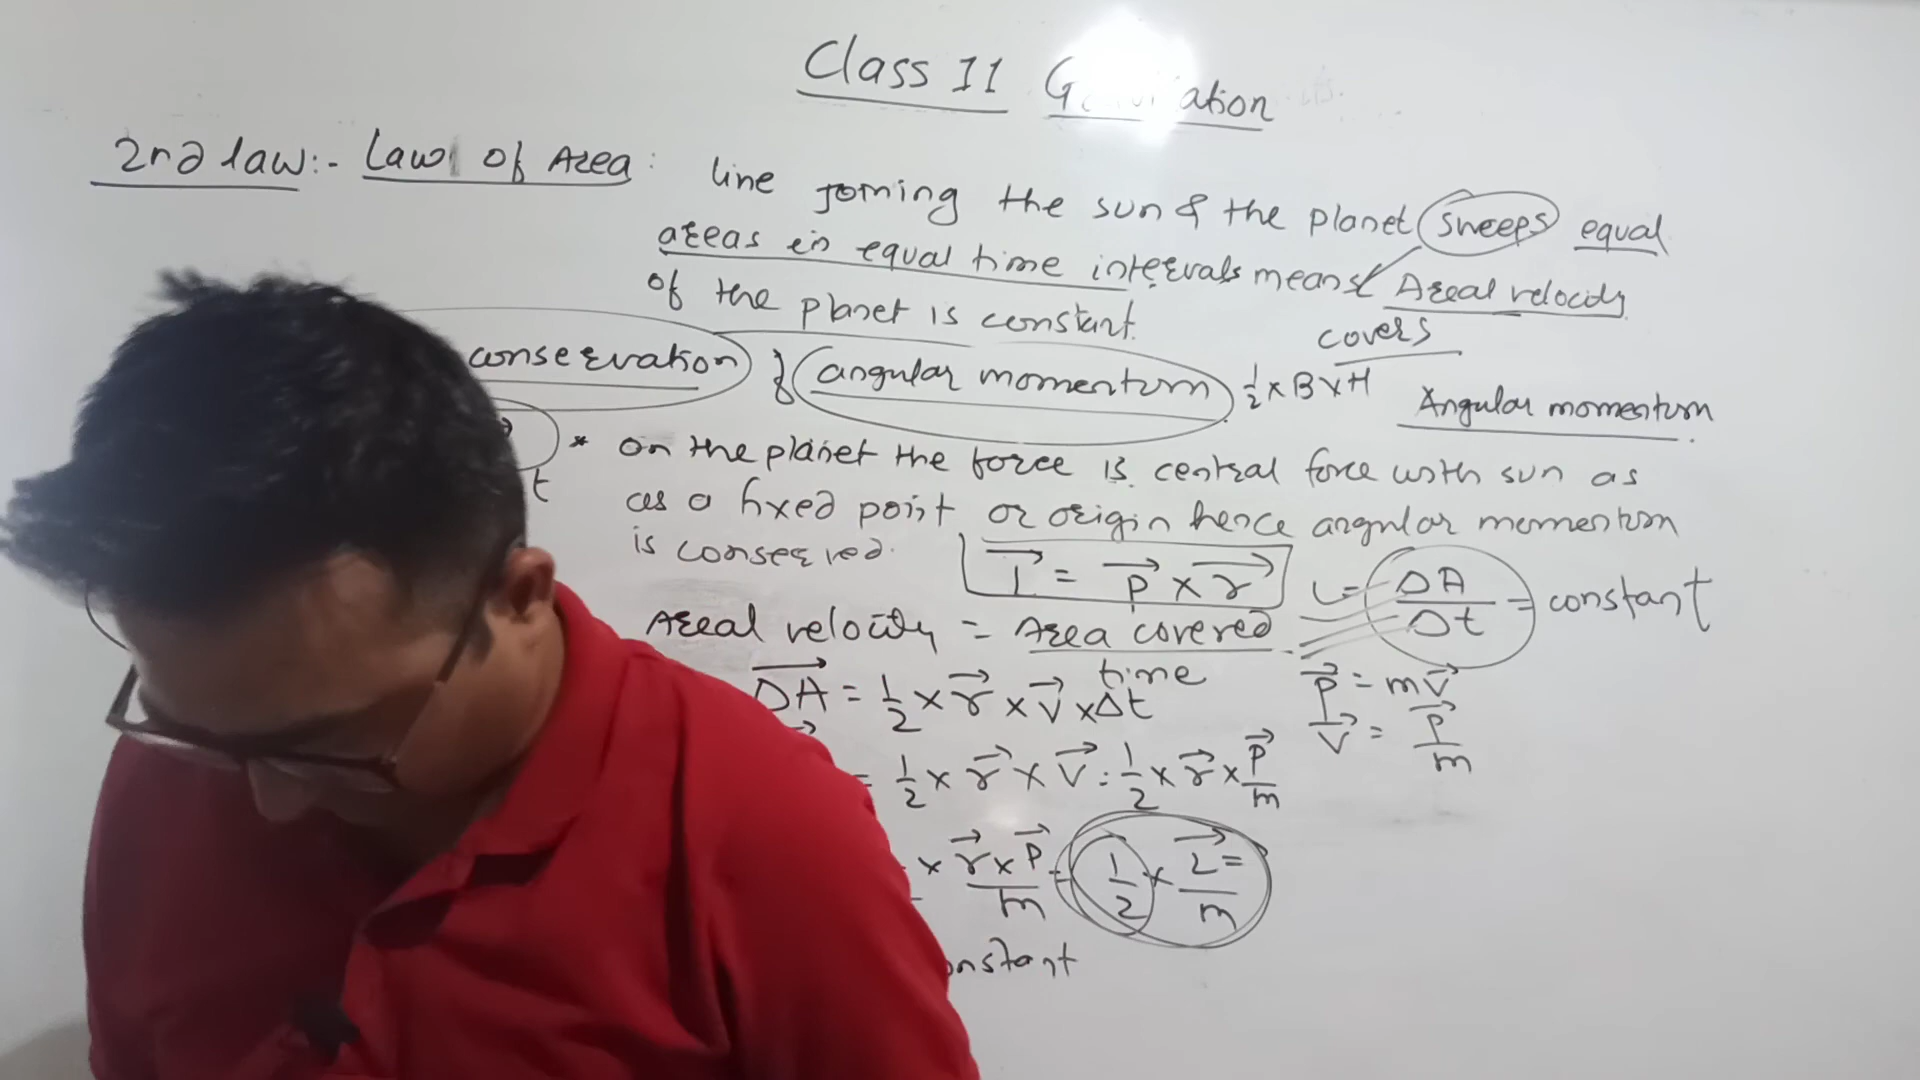 Class 11 Gravitation
2nd law:- Law of Area: line joining the sun & the planet sweeps equal
areas in equal time intervals means Areal velocity
of the planet is constant.
covers
conservation } angular momentum ½ × B × H Angular momentum
* on the planet the force is central force with sun as
t
as a fixed point or origin hence angular momentum
is conserved.
L = P × r
L = ΔA/Δt = constant
Areal velocity = Area covered/time
ΔA = 1/2 × r × v × Δt
P = mv
= 1/2 × r × v = 1/2 × r × P/m
v = P/m
× r × P/m = 1/2 × L/m =
onstant